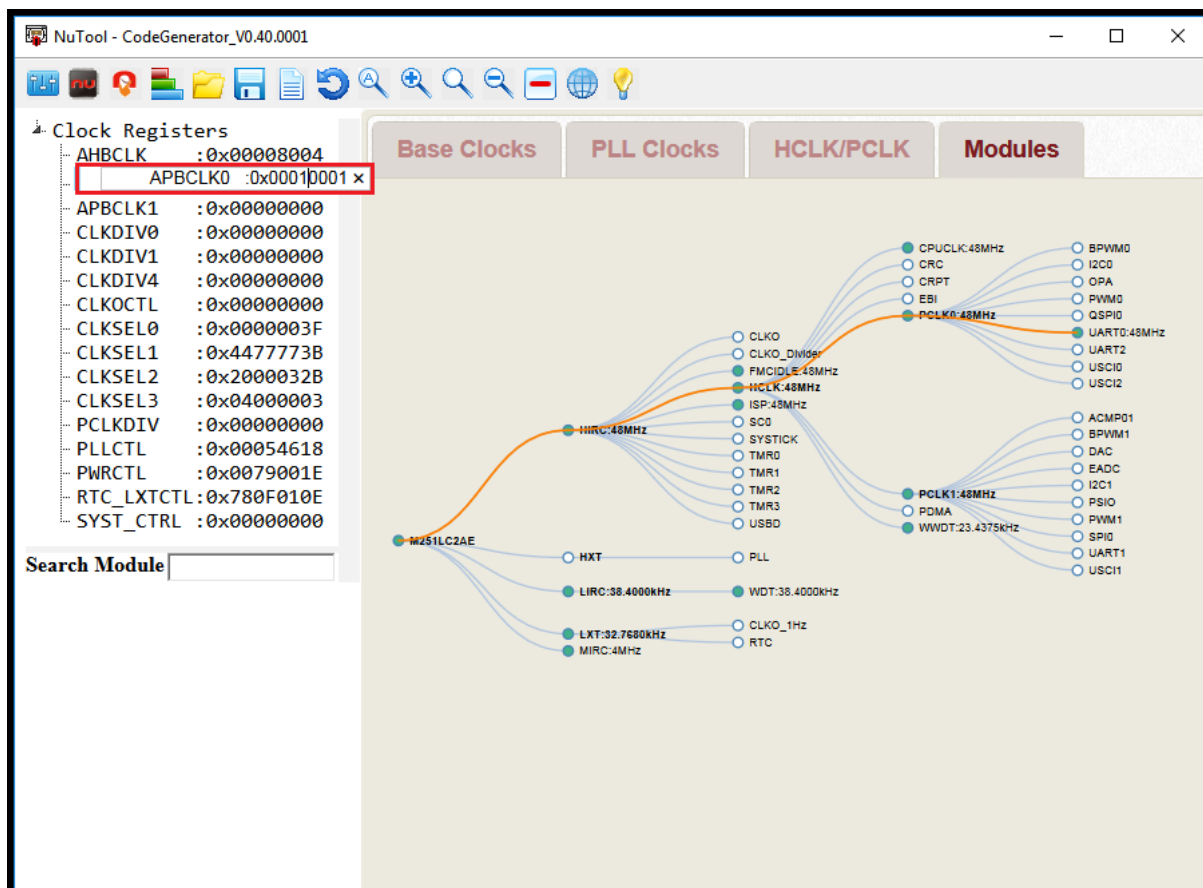 NuTool - CodeGenerator_V0.40.0001
Clock Registers
AHBCLK :0x00008004
APBCLK0 :0x00010001 ×
APBCLK1 :0x00000000
CLKDIV0 :0x00000000
CLKDIV1 :0x00000000
CLKDIV4 :0x00000000
CLKOCTL :0x00000000
CLKSEL0 :0x0000003F
CLKSEL1 :0x4477773B
CLKSEL2 :0x2000032B
CLKSEL3 :0x04000003
PCLKDIV :0x00000000
PLLCTL :0x00054618
PWRCTL :0x0079001E
RTC_LXTCTL:0x780F010E
SYST_CTRL :0x00000000
Search Module
Base Clocks
PLL Clocks
HCLK/PCLK
Modules
M251LC2AE
HIRC:48MHz
HXT
LIRC:38.4000kHz
LXT:32.7680kHz
MIRC:4MHz
CLKO
CLKO_Divider
FMCIDLE:48MHz
HCLK:48MHz
ISP:48MHz
SC0
SYSTICK
TMR0
TMR1
TMR2
TMR3
USBD
PLL
WDT:38.4000kHz
CLKO_1Hz
RTC
CPUCLK:48MHz
CRC
CRPT
EBI
PCLK0:48MHz
PCLK1:48MHz
PDMA
WWDT:23.4375kHz
BPWM0
I2C0
OPA
PWM0
QSPI0
UART0:48MHz
UART2
USCI0
USCI2
ACMP01
BPWM1
DAC
EADC
I2C1
PSIO
PWM1
SPI0
UART1
USCI1